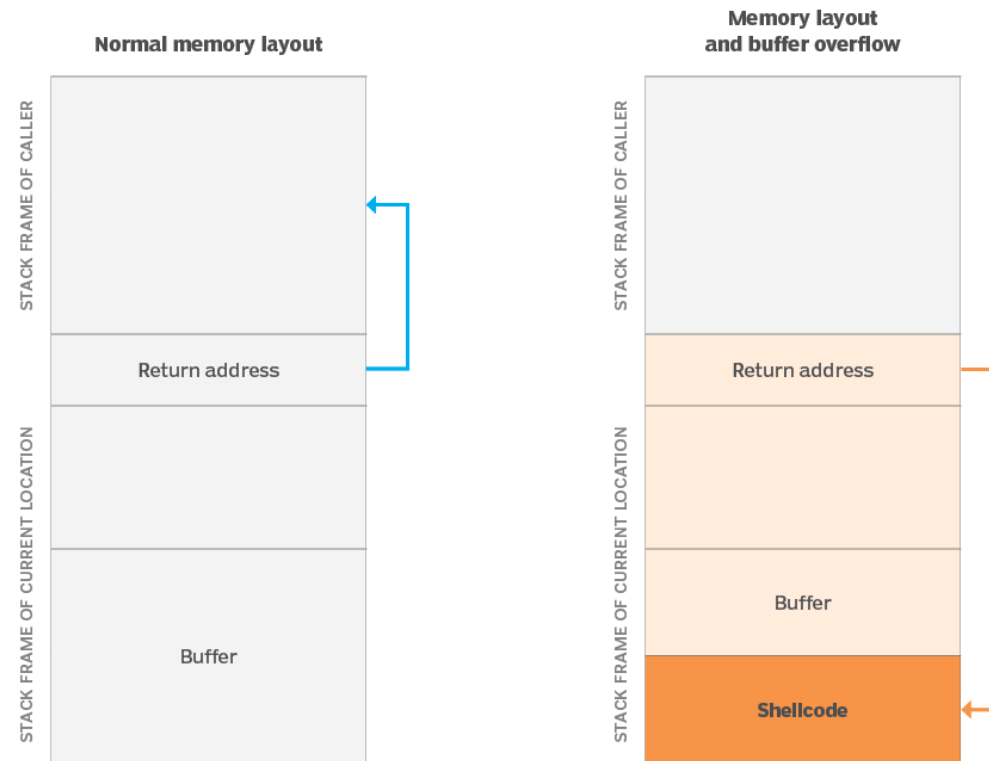 Normal memory layout
Memory layout
and buffer overflow
STACK FRAME OF CALLER
Return address
STACK FRAME OF CURRENT LOCATION
Buffer
STACK FRAME OF CALLER
Return address
STACK FRAME OF CURRENT LOCATION
Buffer
Shellcode